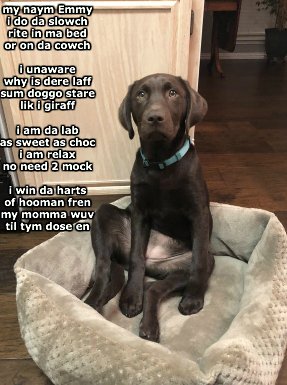 my naym Emmy
i do da slowch
rite in ma bed
or on da cowch
i unaware
why is dere laff
sum doggo stare
lik i giraff
i am da lab
as sweet as choc
i am relax
no need 2 mock
i win da harts
of hooman fren
my momma wuv
til tym dose en